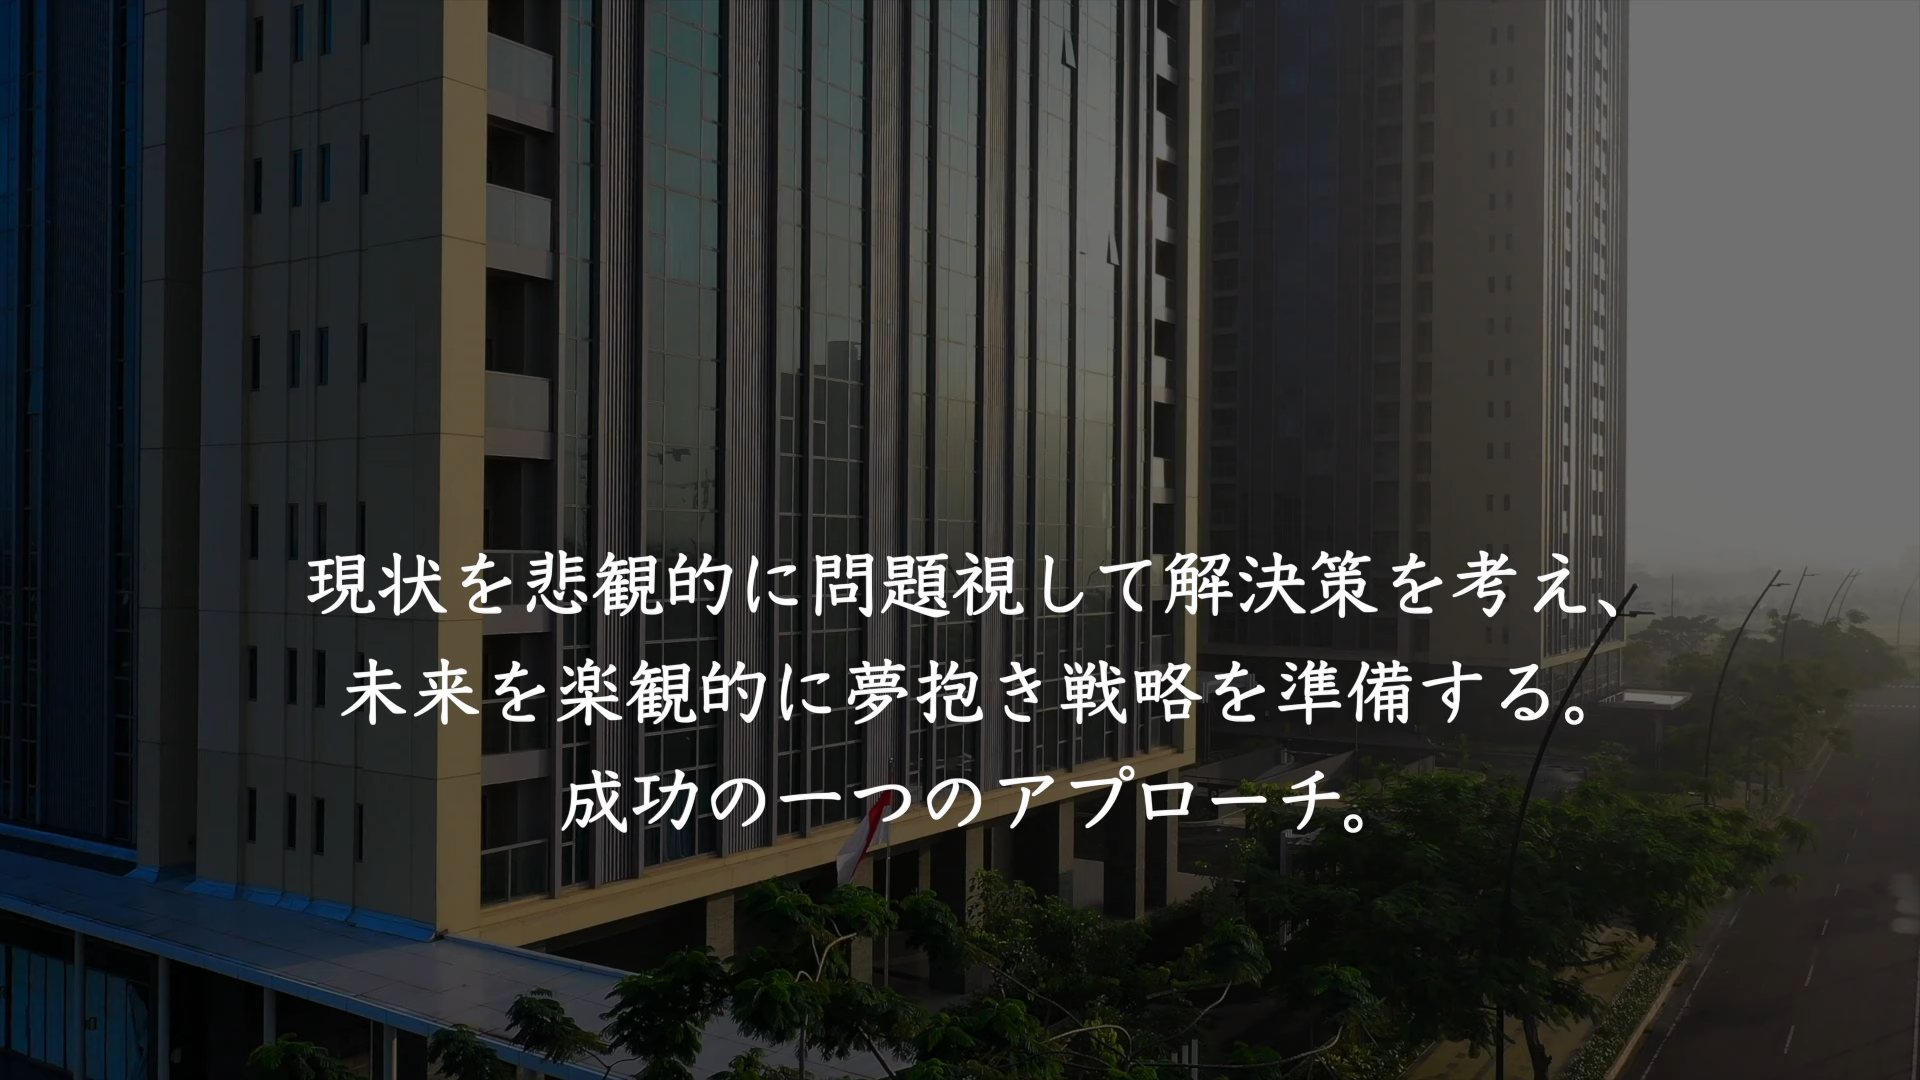 現状を悲観的に問題視して解決策を考え、
未来を楽観的に夢抱き戦略を準備する。
成功の一つのアプローチ。